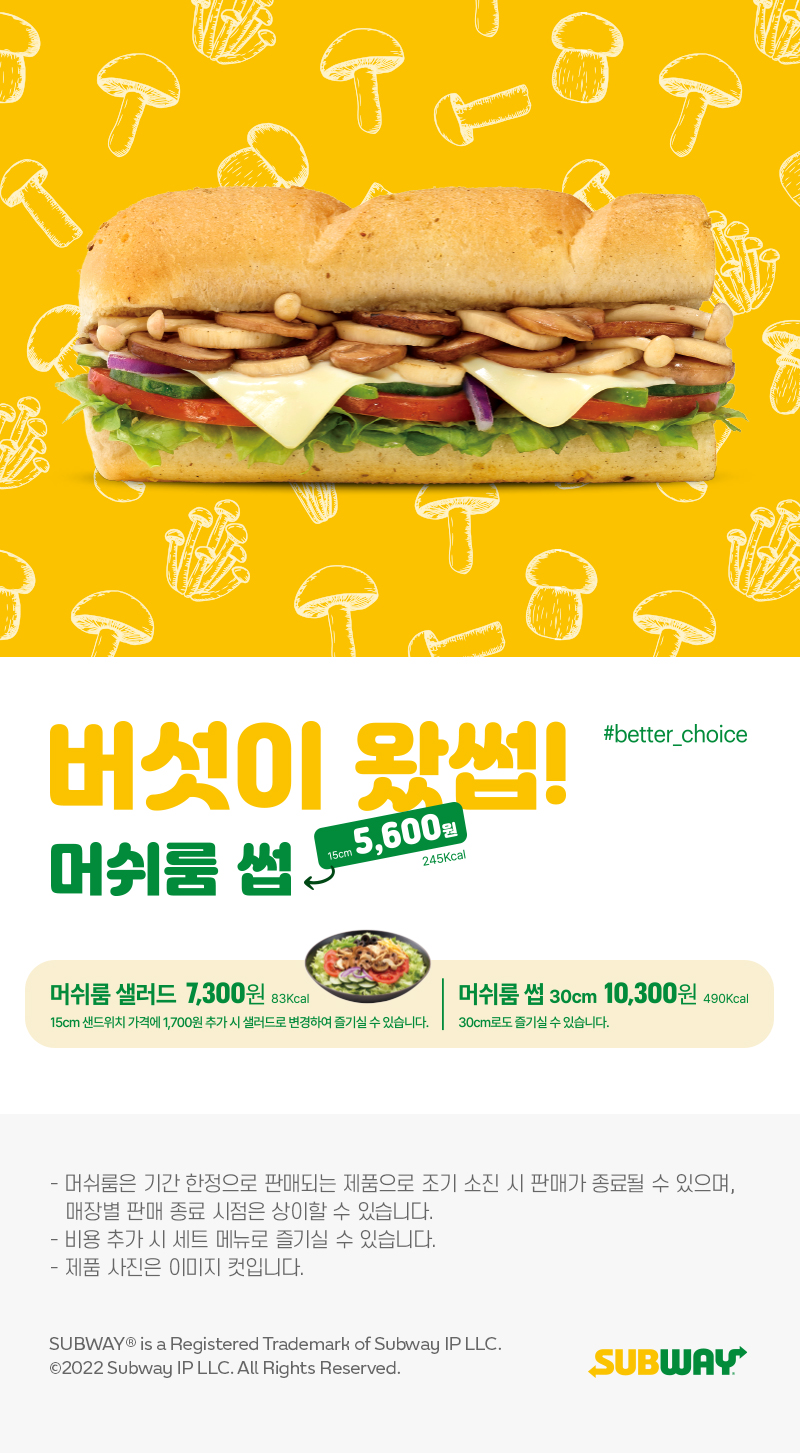 버섯이 왔썹!
#better_choice
머쉬룸 썹
15cm 5,600원
245Kcal
머쉬룸 샐러드 7,300원 83Kcal
15cm 샌드위치 가격에 1,700원 추가 시 샐러드로 변경하여 즐기실 수 있습니다.
머쉬룸 썹 30cm 10,300원 490Kcal
30cm로도 즐기실 수 있습니다.
- 머쉬룸은 기간 한정으로 판매되는 제품으로 조기 소진 시 판매가 종료될 수 있으며,
매장별 판매 종료 시점은 상이할 수 있습니다.
- 비용 추가 시 세트 메뉴로 즐기실 수 있습니다.
- 제품 사진은 이미지 컷입니다.
SUBWAY® is a Registered Trademark of Subway IP LLC.
©2022 Subway IP LLC. All Rights Reserved.
SUBWAY